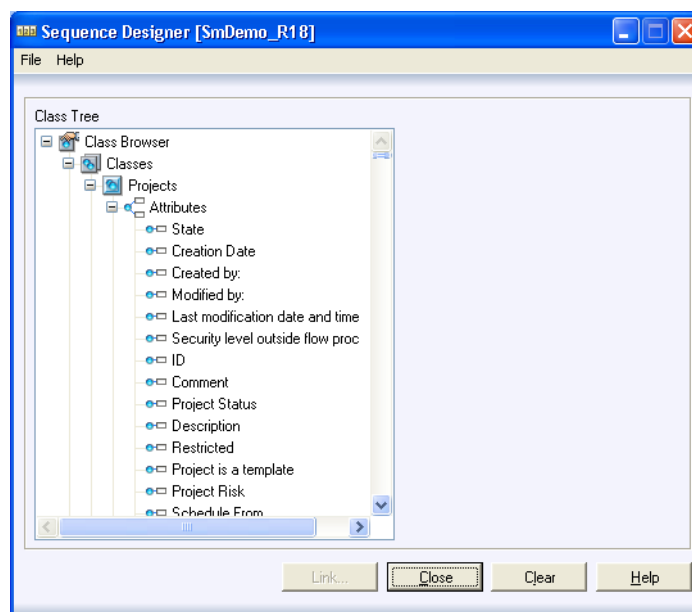 Sequence Designer [SmDemo_R18]
File Help
Class Tree
Class Browser
Classes
Projects
Attributes
State
Creation Date
Created by:
Modified by:
Last modification date and time
Security level outside flow proc
ID
Comment
Project Status
Description
Restricted
Project is a template
Project Risk
Schedule From
Link... Close Clear Help